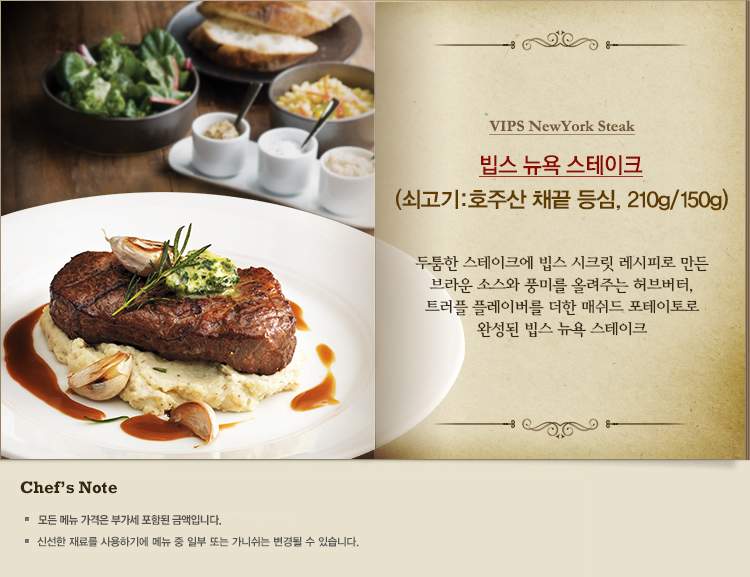 VIPS NewYork Steak
빕스 뉴욕 스테이크
(쇠고기:호주산 채끝 등심, 210g/150g)
두툼한 스테이크에 빕스 시크릿 레시피로 만든
브라운 소스와 풍미를 올려주는 허브버터,
트러플 플레이버를 더한 매쉬드 포테이토로
완성된 빕스 뉴욕 스테이크
Chef's Note
모든 메뉴 가격은 부가세 포함된 금액입니다.
신선한 재료를 사용하기에 메뉴 중 일부 또는 가니쉬는 변경될 수 있습니다.